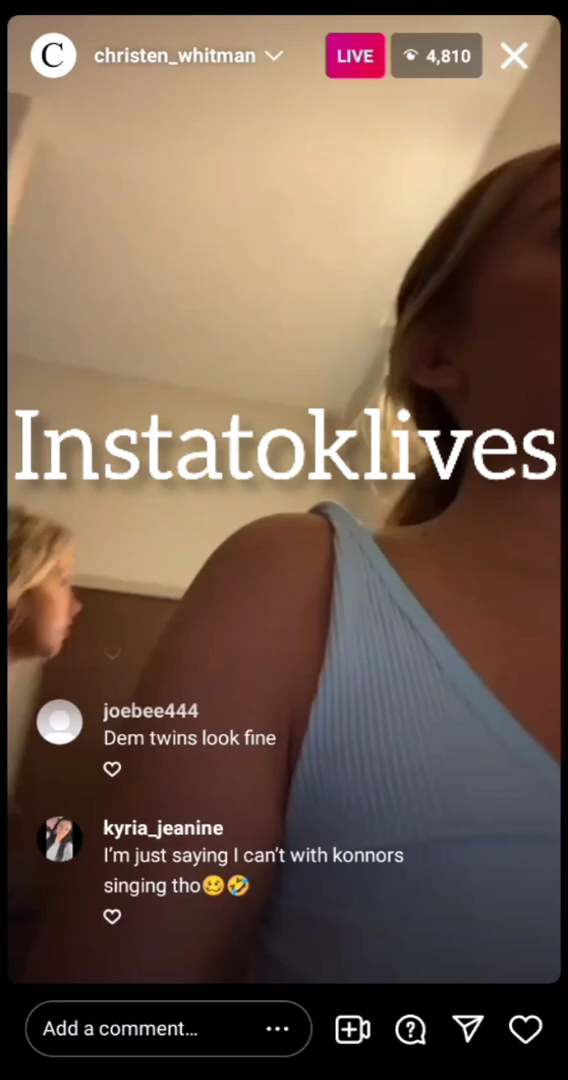 C
christen_whitman
LIVE
4,810
Instatoklives
joebee444
Dem twins look fine
kyria_jeanine
I'm just saying I can't with konnors
singing tho🥴🤣
Add a comment...